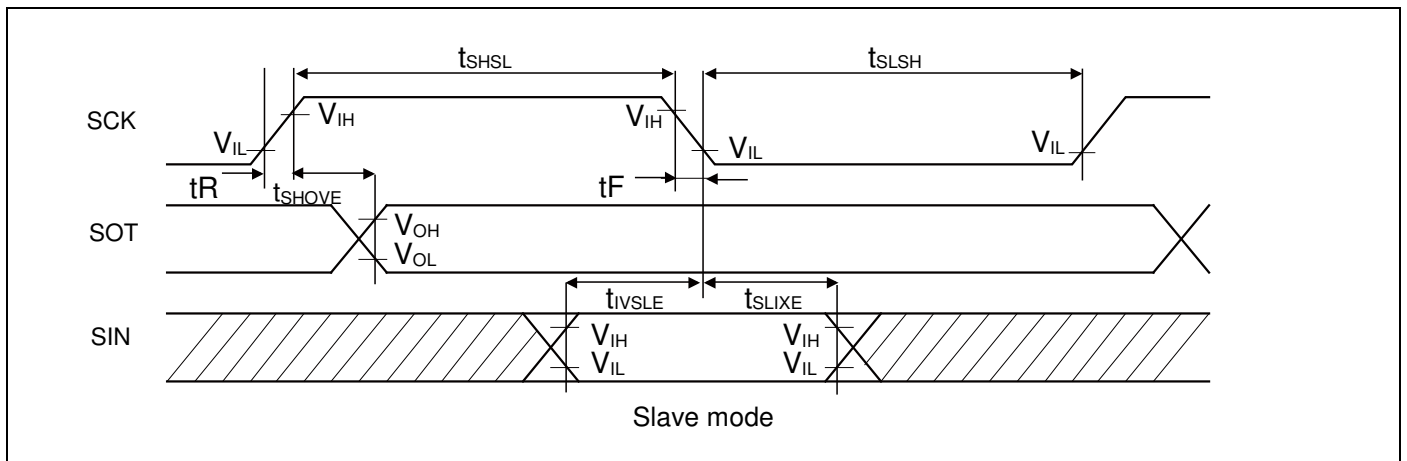 tSHSL
tSLSH
SCK
VIH
VIH
VIL
VIL
VIL
tR
tSHOVE
tF
SOT
VOH
VOL
tIVSLE
tSLIXE
SIN
VIH
VIH
VIL
VIL
Slave mode